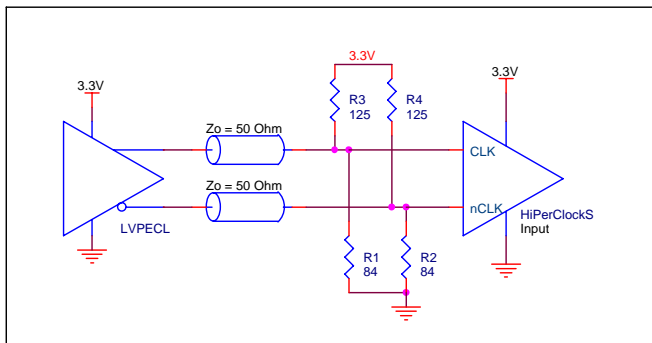 3.3V
3.3V
3.3V
R3
125
R4
125
Zo = 50 Ohm
CLK
Zo = 50 Ohm
nCLK
LVPECL
HiPerClockS
Input
R1
84
R2
84